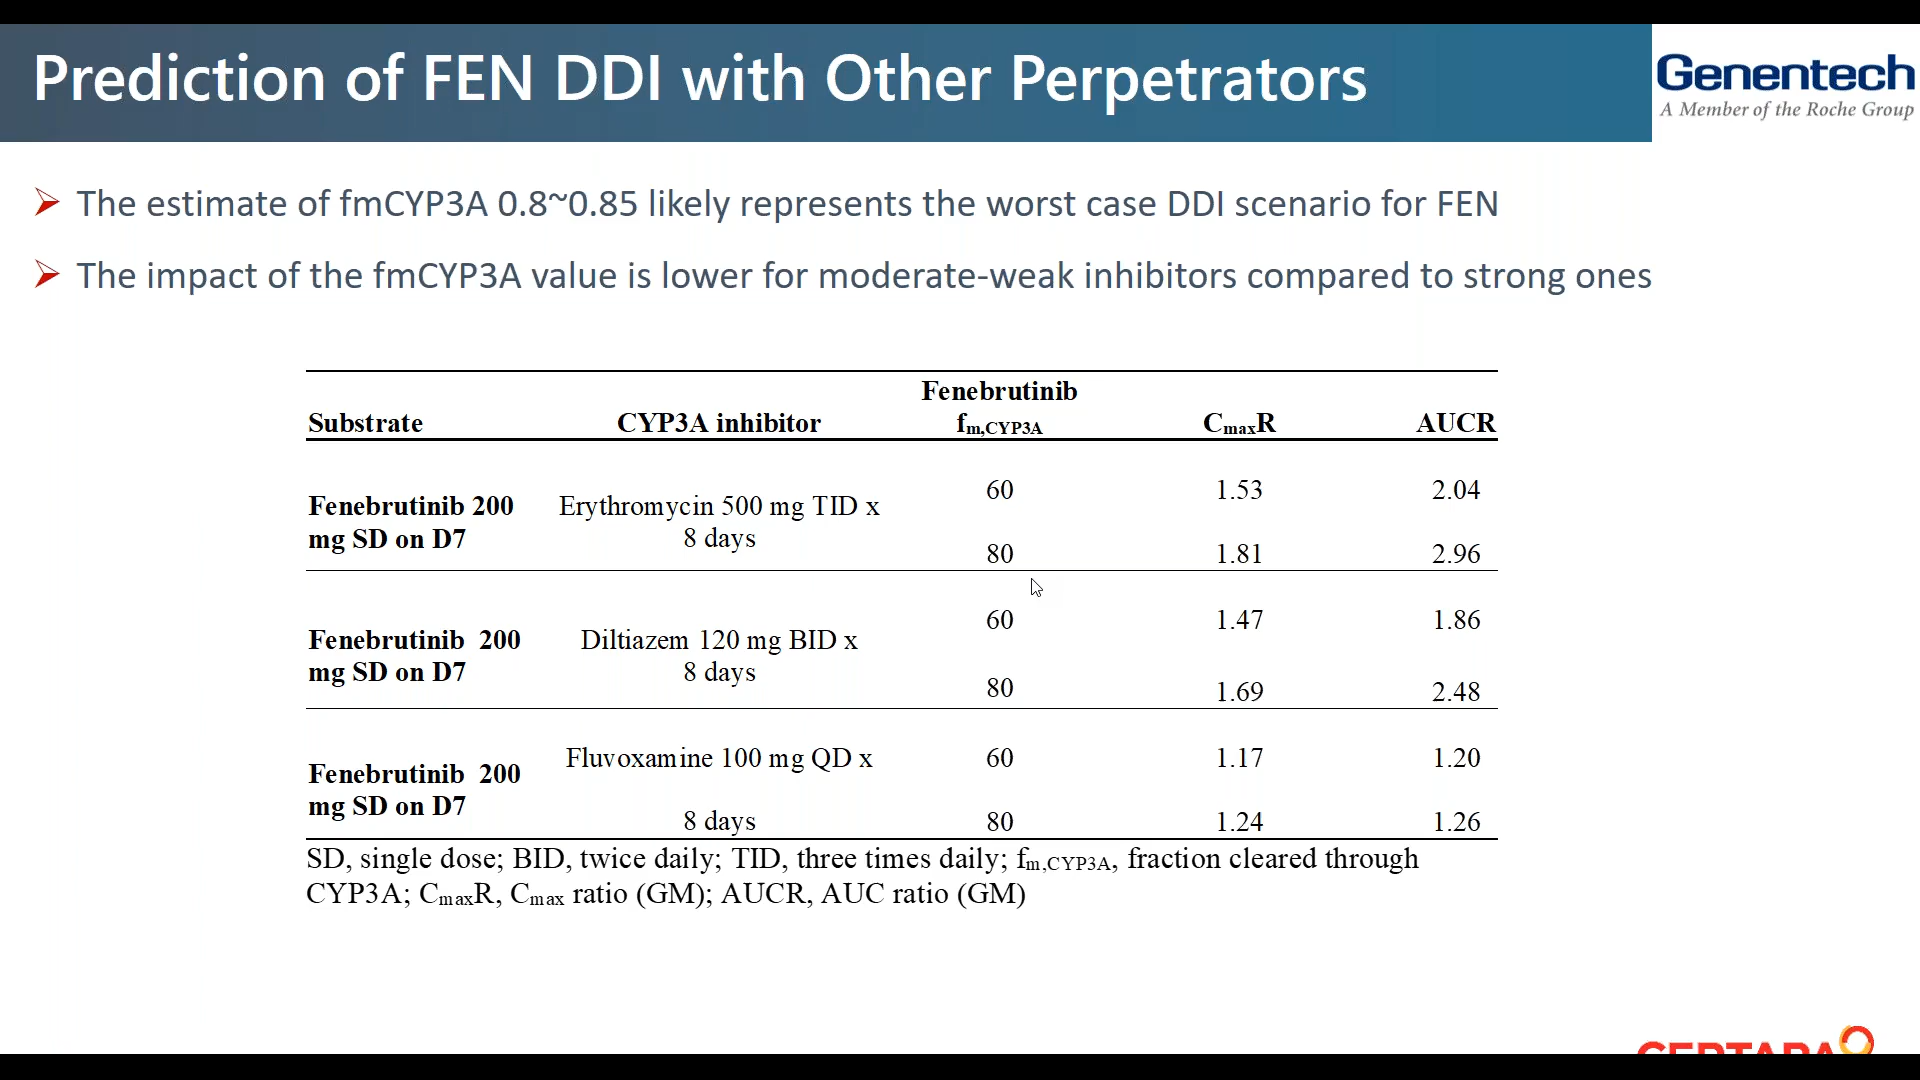 Prediction of FEN DDI with Other Perpetrators
Genentech
A Member of the Roche Group
The estimate of fmCYP3A 0.8~0.85 likely represents the worst case DDI scenario for FEN
The impact of the fmCYP3A value is lower for moderate-weak inhibitors compared to strong ones
Fenebrutinib
Substrate CYP3A inhibitor fm,CYP3A CmaxR AUCR
60 1.53 2.04
Fenebrutinib 200 Erythromycin 500 mg TID x
mg SD on D7 8 days
80 1.81 2.96
60 1.47 1.86
Fenebrutinib 200 Diltiazem 120 mg BID x
mg SD on D7 8 days
80 1.69 2.48
Fluvoxamine 100 mg QD x 60 1.17 1.20
Fenebrutinib 200
mg SD on D7
8 days 80 1.24 1.26
SD, single dose; BID, twice daily; TID, three times daily; fm,CYP3A, fraction cleared through
CYP3A; CmaxR, Cmax ratio (GM); AUCR, AUC ratio (GM)
CERTARA